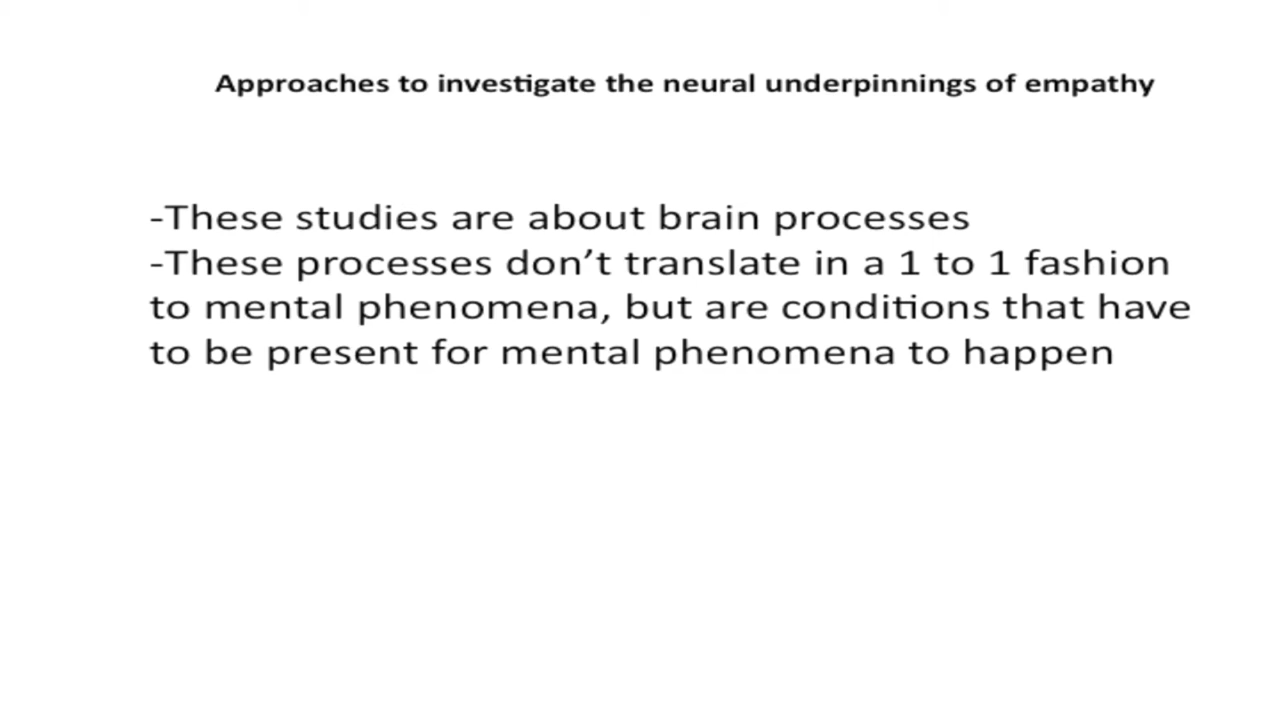 Approaches to investigate the neural underpinnings of empathy
-These studies are about brain processes
-These processes don’t translate in a 1 to 1 fashion
to mental phenomena, but are conditions that have
to be present for mental phenomena to happen